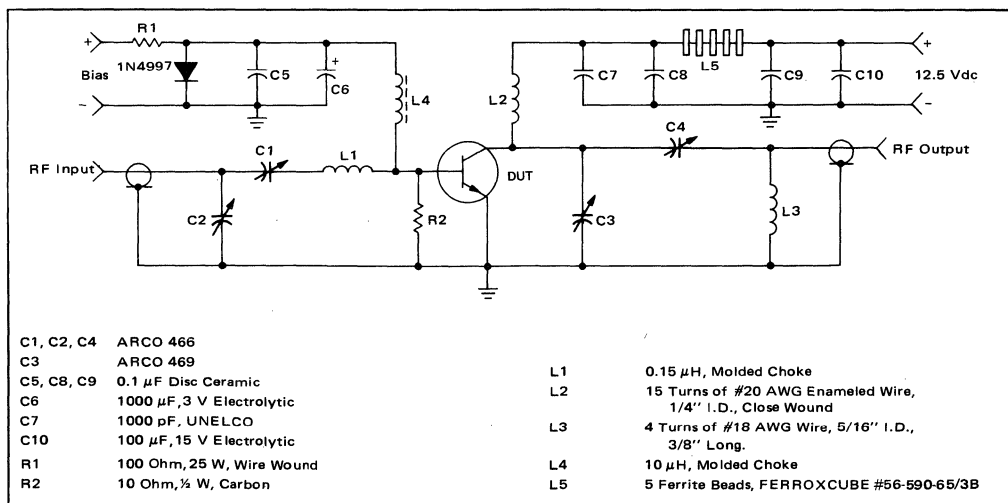 R1
+
1N4997
Bias
−
C5
+
C6
L4
L2
C7
C8
L5
C9
C10
+
12.5 Vdc
−
RF Input
C1
L1
C2
R2
DUT
C4
C3
L3
RF Output
C1, C2, C4 ARCO 466
C3 ARCO 469
C5, C8, C9 0.1 μF Disc Ceramic
C6 1000 μF, 3 V Electrolytic
C7 1000 pF, UNELCO
C10 100 μF, 15 V Electrolytic
R1 100 Ohm, 25 W, Wire Wound
R2 10 Ohm, ½ W, Carbon
L1 0.15 μH, Molded Choke
L2 15 Turns of #20 AWG Enameled Wire,
1/4″ I.D., Close Wound
L3 4 Turns of #18 AWG Wire, 5/16″ I.D.,
3/8″ Long.
L4 10 μH, Molded Choke
L5 5 Ferrite Beads, FERROXCUBE #56-590-65/3B